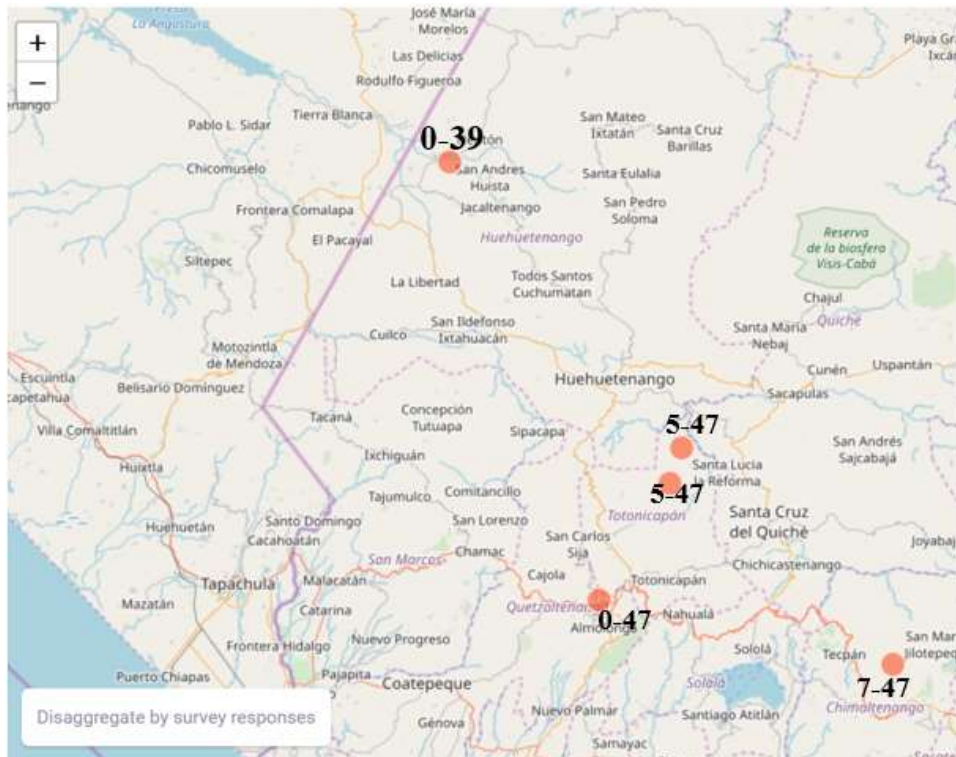 La Angostura
José María
Morelos
+
−
Las Delicias
Rodulfo Figueroa
Playa Gra
Ixcán
Pablo L. Sidar
Tierra Blanca
San Mateo
Ixtatán
Santa Cruz
Barillas
0-39
tón
Chicomuselo
San Andres
Huista
Santa Eulalia
Jacaltenango
San Pedro
Soloma
Frontera Comalapa
El Pacayal
Huehuetenango
Reserva
de la biosfera
Visis-Cabá
Siltepec
La Libertad
Todos Santos
Cuchumatan
Chajul
Quiché
Santa María
Nebaj
San Ildefonso
Ixtahuacán
Cuilco
Motozintla
de Mendoza
Escuintla
capetahua
Belisario Domínguez
Huehuetenango
Cunén
Uspantán
Sacapulas
Tacaná
Concepción
Tutuapa
Sipacapa
5-47
Villa Comaltitlán
Huixtla
Ixchiguán
San Andrés
Sajcabajá
Santa Lucía
la Reforma
5-47
Tajumulco
Comitancillo
Totonicapán
Santa Cruz
del Quiché
Huehuetán
Santo Domingo
Cacahoatán
San Lorenzo
San Carlos
Sija
Joyabaj
San Marcos
Chamac
Chichicastenango
Tapachula
Malacatán
Cajola
Totonicapán
Mazatán
Catarina
Nahualá
0-47
Almolonga
Frontera Hidalgo
Nuevo Progreso
Sololá
Tecpán
San Mar
Jilotepequ
Puerto Chiapas
Pajapita
Coatepeque
Sololá
7-47
Chimaltenango
Disaggregate by survey responses
Génova
Nuevo Palmar
Santiago Atitlán
Samayac